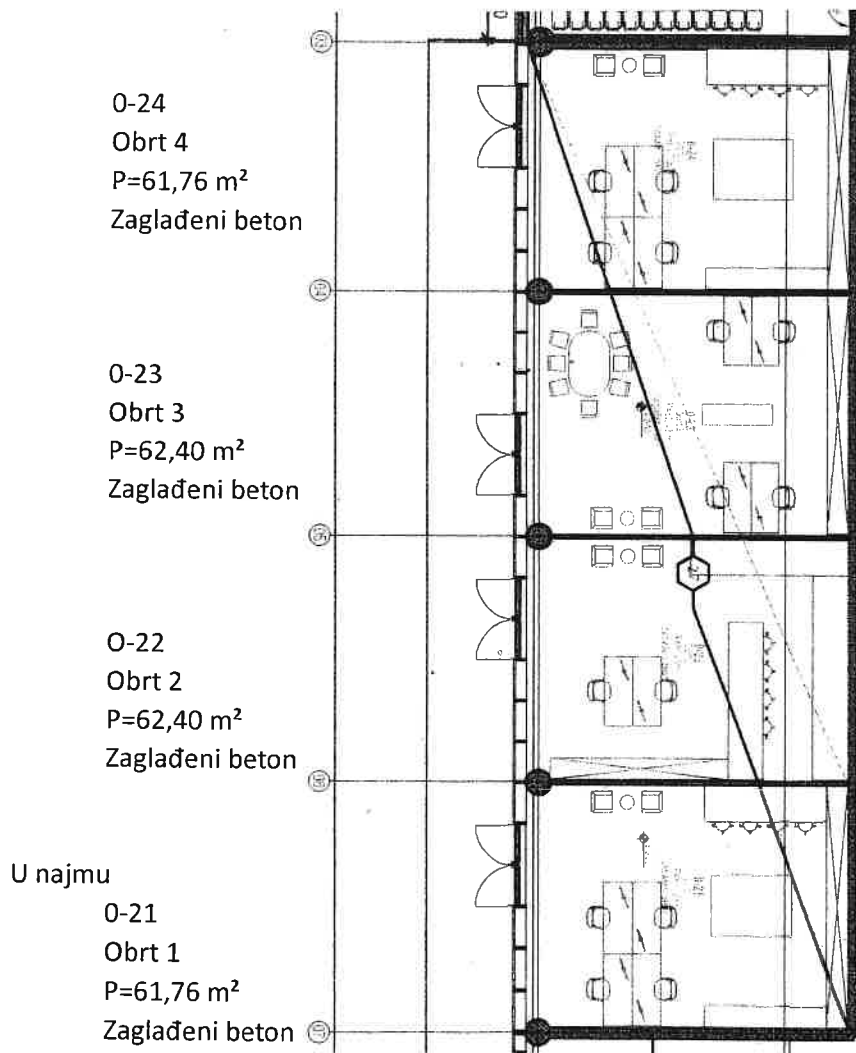 0-24
Obrt 4
P=61,76 m²
Zaglađeni beton
0-23
Obrt 3
P=62,40 m²
Zaglađeni beton
O-22
Obrt 2
P=62,40 m²
Zaglađeni beton
U najmu
0-21
Obrt 1
P=61,76 m²
Zaglađeni beton